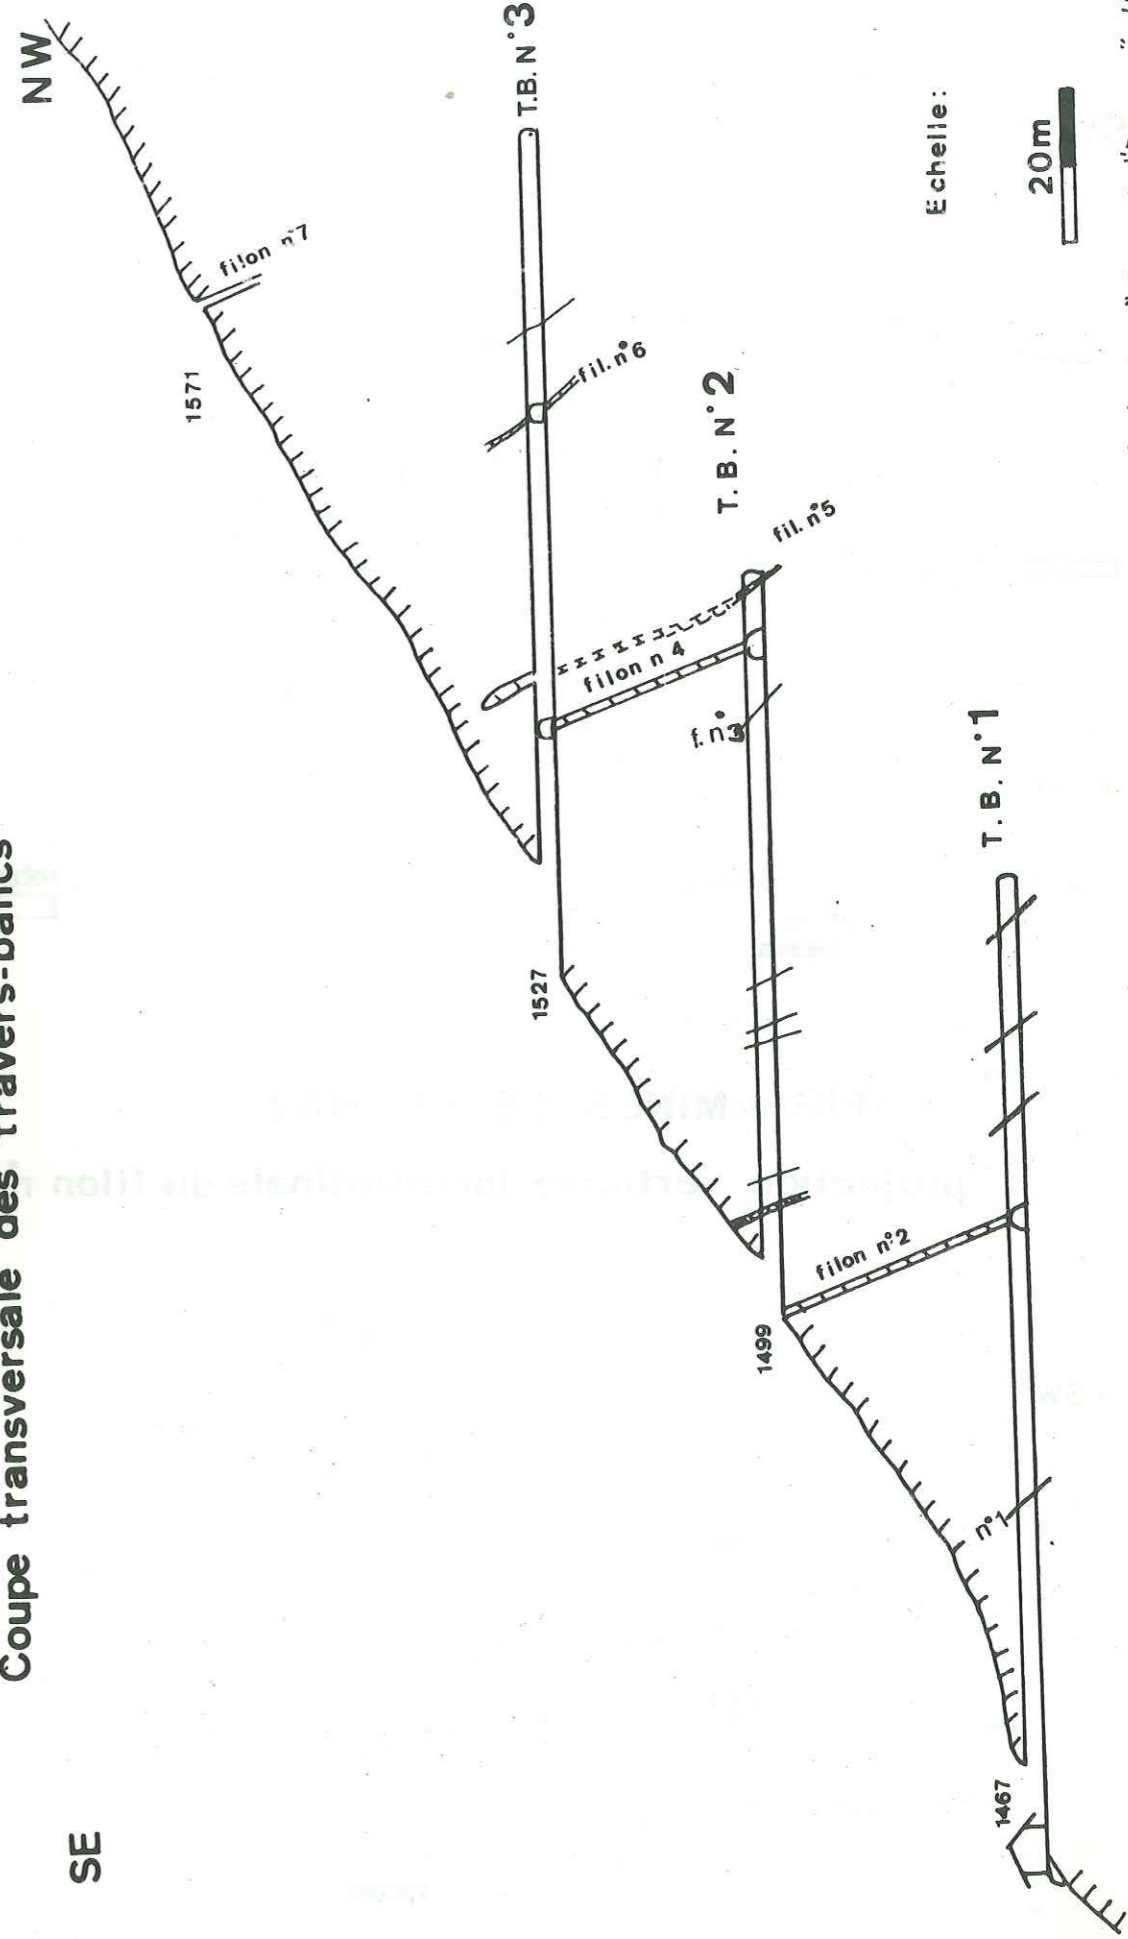 Coupe transversale des travers-bancs
SE
NW
1571
filon n°7
T.B. N°3
fil. n°6
1527
filon n 4
T. B. N°2
fil. n°5
f. n°3
1499
filon n°2
T. B. N°1
n°1
1467
Echelle:
20m